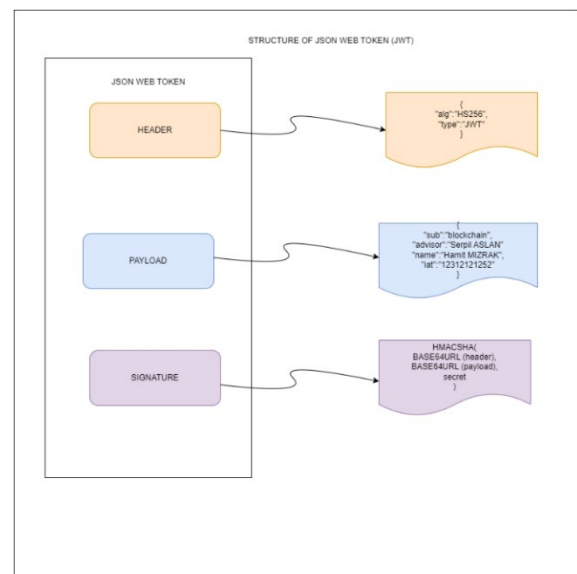 STRUCTURE OF JSON WEB TOKEN (JWT)
JSON WEB TOKEN
HEADER
{
"alg":"HS256",
"type":"JWT"
}
PAYLOAD
{
"sub":"blockchain",
"advisor":"Serpil ASLAN"
"name":"Hamit MIZRAK",
"iat":"12312121252"
}
SIGNATURE
HMACSHA(
BASE64URL (header),
BASE64URL (payload),
secret
)